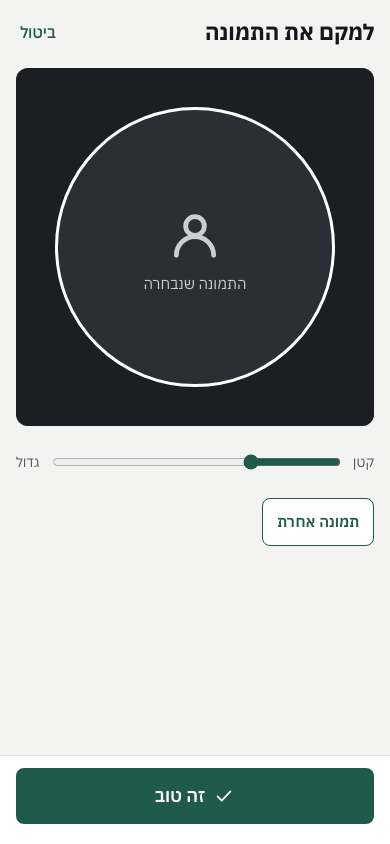 למקם את התמונה
ביטול
התמונה שנבחרה
קטן
גדול
תמונה אחרת
זה טוב